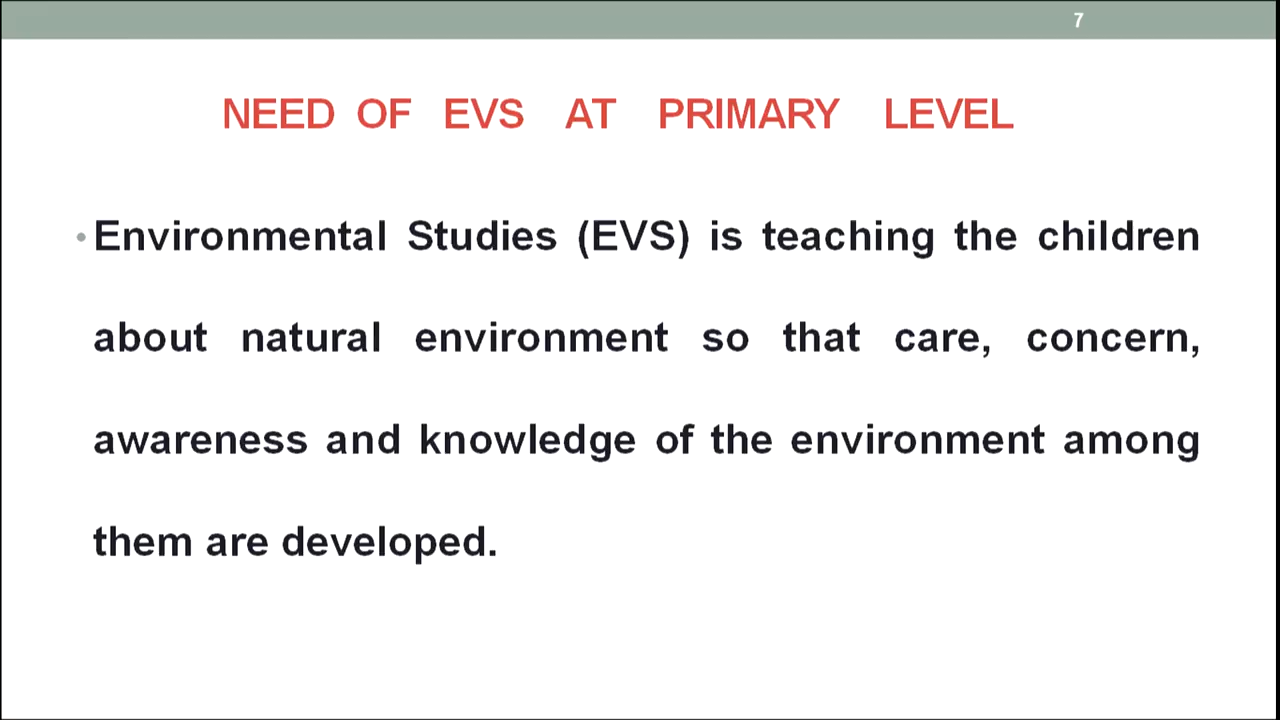 7
NEED OF EVS AT PRIMARY LEVEL
• Environmental Studies (EVS) is teaching the children
about natural environment so that care, concern,
awareness and knowledge of the environment among
them are developed.